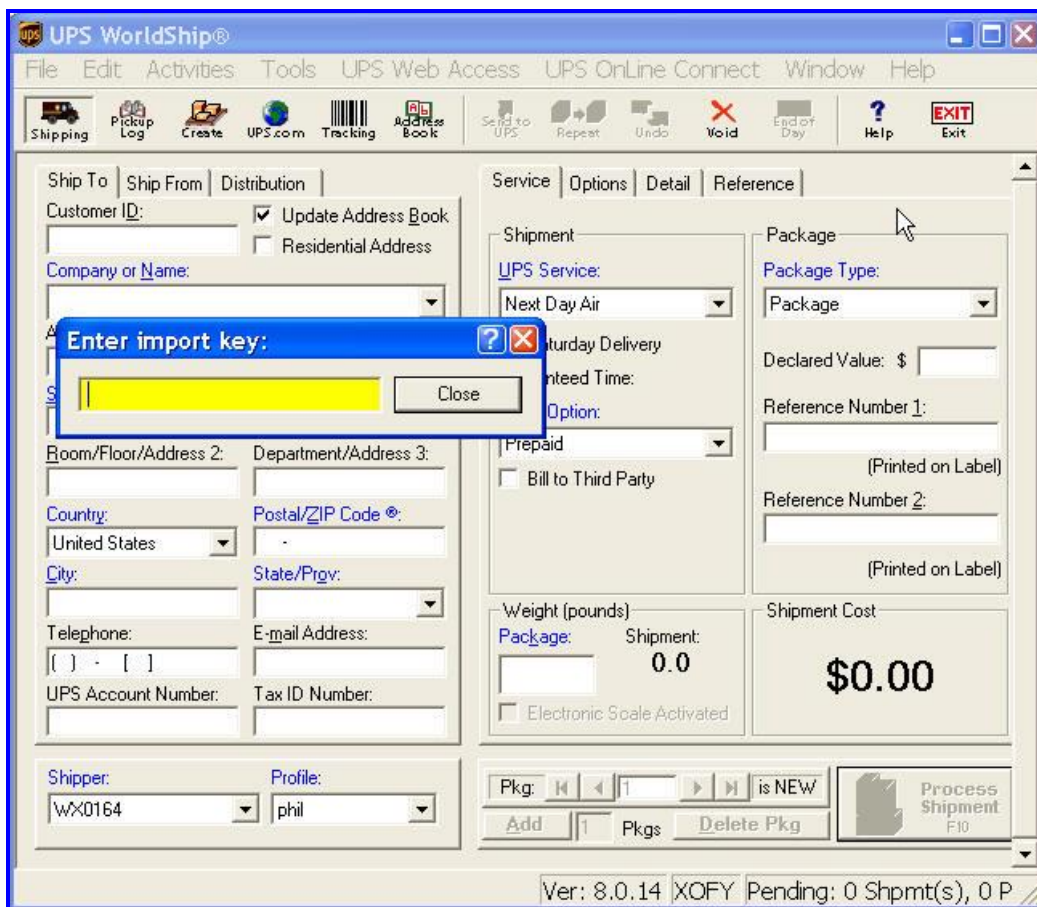 UPS WorldShip®
File Edit Activities Tools UPS Web Access UPS OnLine Connect Window Help
Shipping Pickup Log Create UPS.com Tracking Address Book Send to UPS Repeat Undo Void End of Day Help EXIT Exit
Ship To Ship From Distribution
Customer ID:
Update Address Book
Residential Address
Company or Name:
Enter import key:
Close
Room/Floor/Address 2: Department/Address 3:
Country: Postal/ZIP Code ®:
United States -
City: State/Prov:
Telephone: E-mail Address:
( ) - [ ]
UPS Account Number: Tax ID Number:
Shipper: Profile:
WX0164 phil
Service Options Detail Reference
Shipment
UPS Service:
Next Day Air
turday Delivery
nteed Time:
Option:
Prepaid
Bill to Third Party
Package
Package Type:
Package
Declared Value: $
Reference Number 1:
(Printed on Label)
Reference Number 2:
(Printed on Label)
Weight (pounds)
Package: Shipment:
0.0
Electronic Scale Activated
Shipment Cost
$0.00
Pkg: 1 is NEW
Add 1 Pkgs Delete Pkg
Process Shipment
F10
Ver: 8.0.14 XOFY Pending: 0 Shpmt(s), 0 P